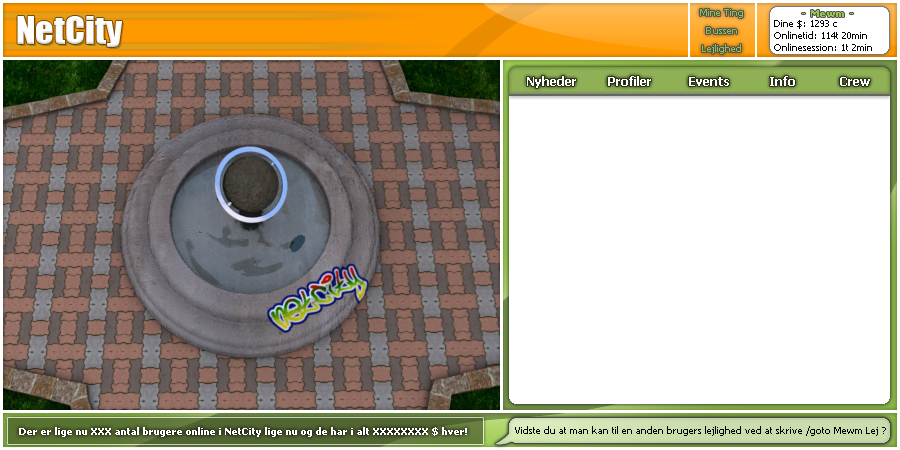 NetCity
Mine Ting
Bussen
Lejlighed
- Mewm -
Dine $: 1293 c
Onlinetid: 114t 20min
Onlinesession: 1t 2min
Nyheder Profiler Events Info Crew
netcity
Der er lige nu XXX antal brugere online i NetCity lige nu og de har i alt XXXXXXXX $ hver!
Vidste du at man kan til en anden brugers lejlighed ved at skrive /goto Mewm Lej ?